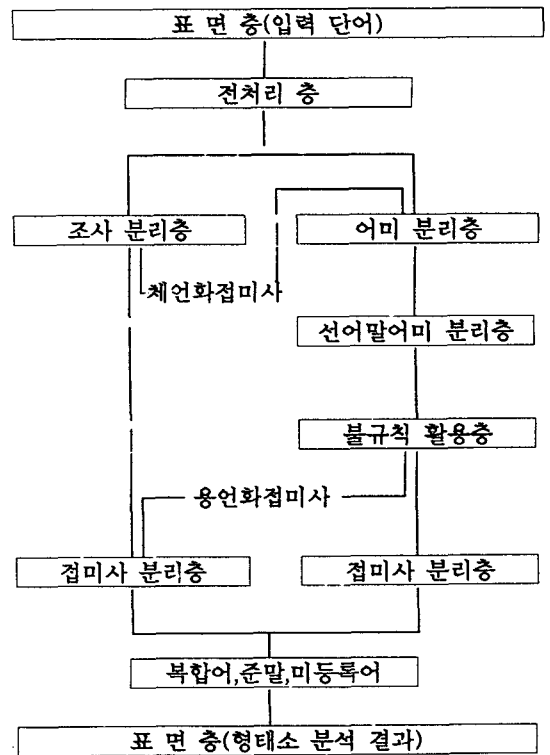 표 면 층(입력 단어)
전처리 층
조사 분리층
어미 분리층
체언화접미사
선어말어미 분리층
불규칙 활용층
용언화접미사
접미사 분리층
접미사 분리층
복합어,준말,미등록어
표 면 층(형태소 분석 결과)